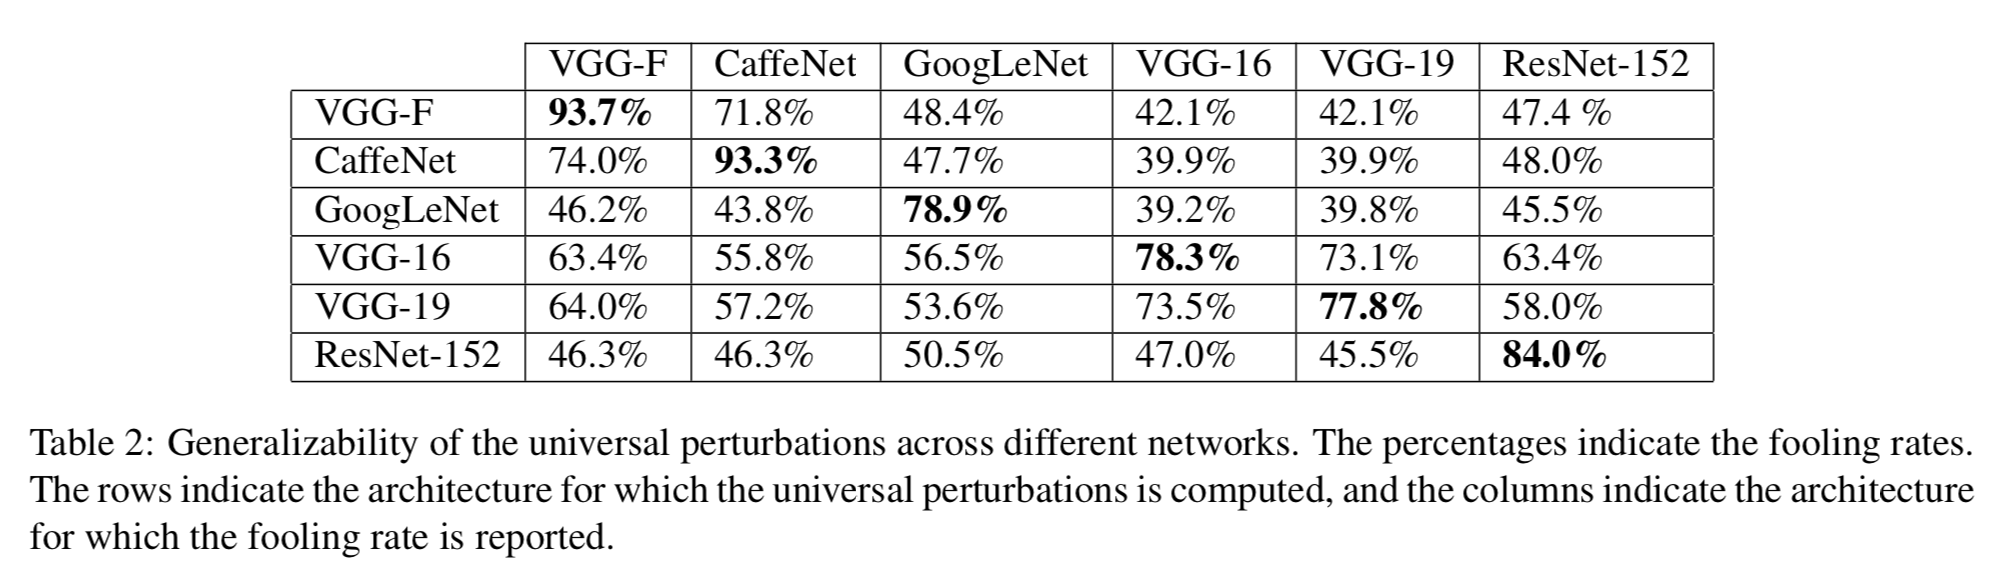 VGG-F CaffeNet GoogLeNet VGG-16 VGG-19 ResNet-152
VGG-F 93.7% 71.8% 48.4% 42.1% 42.1% 47.4 %
CaffeNet 74.0% 93.3% 47.7% 39.9% 39.9% 48.0%
GoogLeNet 46.2% 43.8% 78.9% 39.2% 39.8% 45.5%
VGG-16 63.4% 55.8% 56.5% 78.3% 73.1% 63.4%
VGG-19 64.0% 57.2% 53.6% 73.5% 77.8% 58.0%
ResNet-152 46.3% 46.3% 50.5% 47.0% 45.5% 84.0%
Table 2: Generalizability of the universal perturbations across different networks. The percentages indicate the fooling rates.
The rows indicate the architecture for which the universal perturbations is computed, and the columns indicate the architecture
for which the fooling rate is reported.